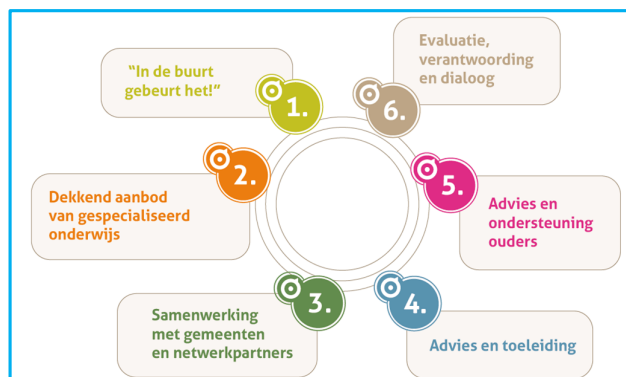 1.
"In de buurt
gebeurt het!"
2.
Dekkend aanbod
van gespecialiseerd
onderwijs
3.
Samenwerking
met gemeenten
en netwerkpartners
4.
Advies en toeleiding
5.
Advies en
ondersteuning
ouders
6.
Evaluatie,
verantwoording
en dialoog